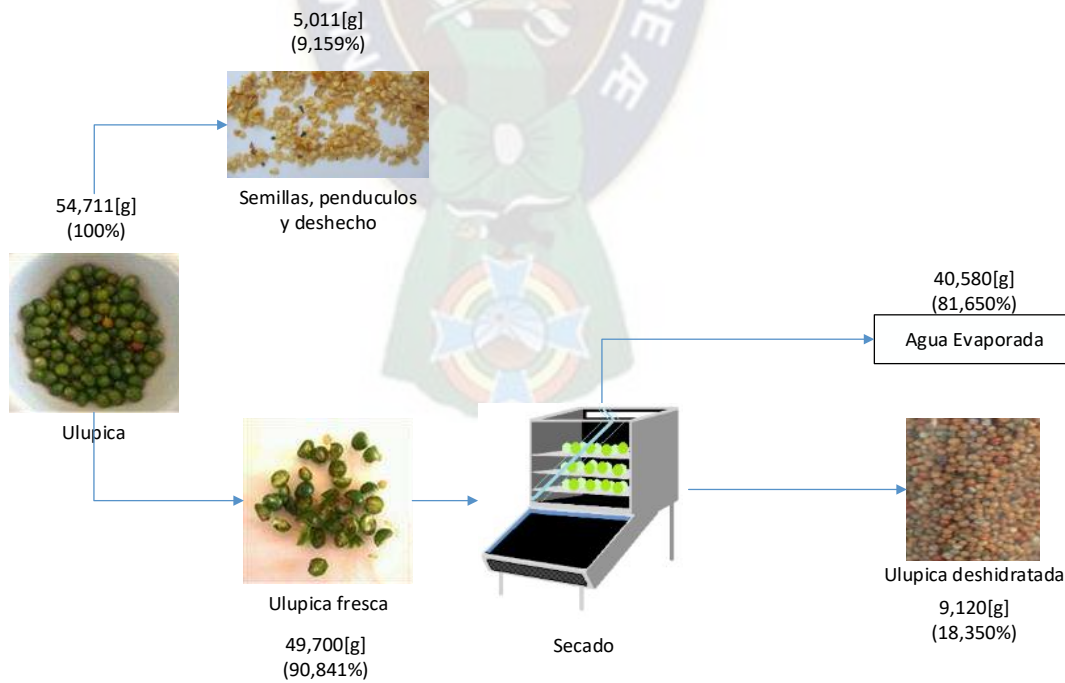 5,011[g]
(9,159%)
Semillas, penduculos
y deshecho
54,711[g]
(100%)
Ulupica
40,580[g]
(81,650%)
Agua Evaporada
Ulupica fresca
49,700[g]
(90,841%)
Secado
Ulupica deshidratada
9,120[g]
(18,350%)